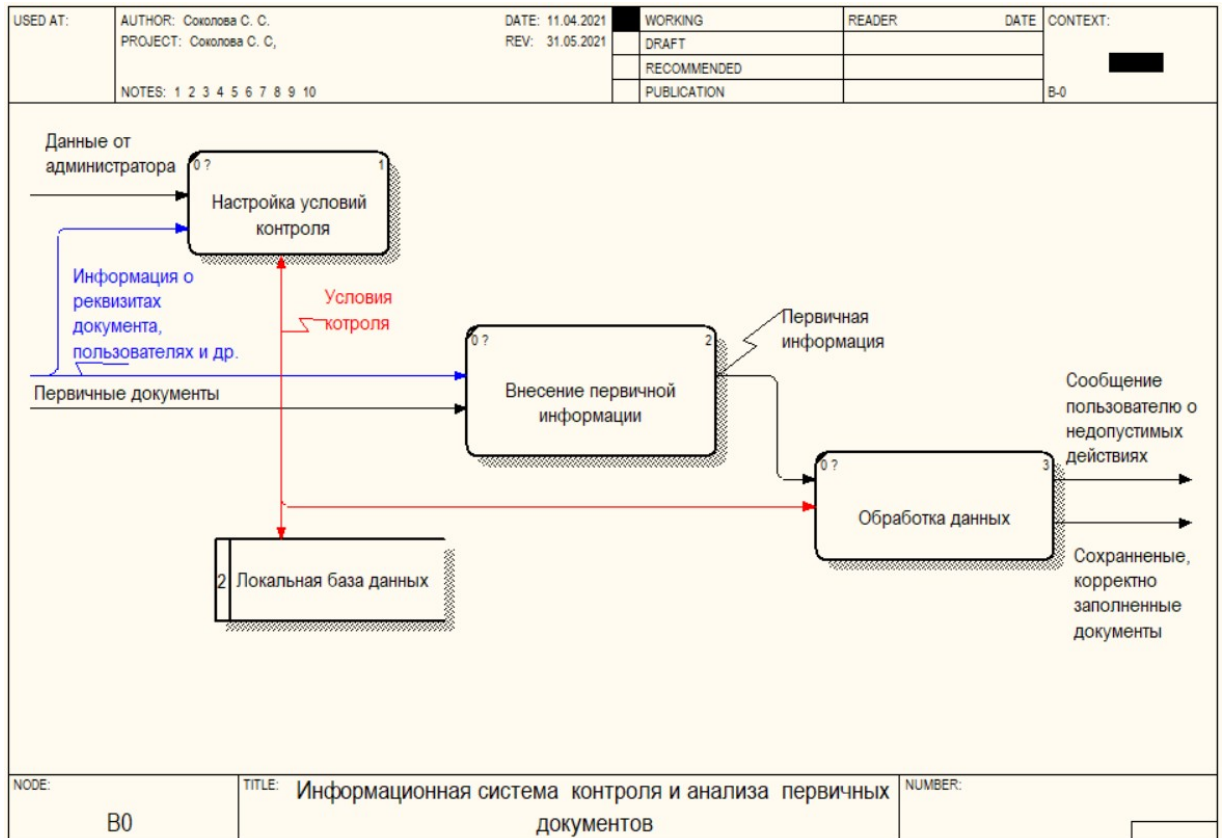 USED AT:
AUTHOR: Соколова С. С.
DATE: 11.04.2021
PROJECT: Соколова С. С,
REV: 31.05.2021
NOTES: 1 2 3 4 5 6 7 8 9 10
WORKING
DRAFT
RECOMMENDED
PUBLICATION
READER
DATE
CONTEXT:
B-0
Данные от
администратора
0 ?
1
Настройка условий
контроля
Информация о
реквизитах
документа,
пользователях и др.
Условия
котроля
Первичные документы
0 ?
2
Внесение первичной
информации
Первичная
информация
Сообщение
пользователю о
недопустимых
действиях
0 ?
3
Обработка данных
2
Локальная база данных
Сохранненые,
корректно
заполненные
документы
NODE:
B0
TITLE:
Информационная система контроля и анализа первичных
документов
NUMBER: